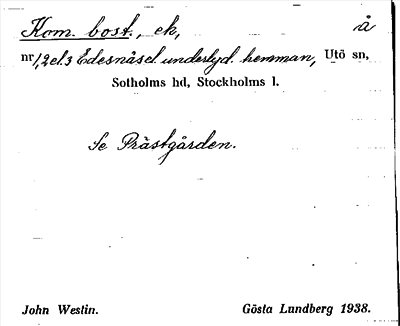 Kom. bost., ek, å
nr 1, 2 el. 3 Edesnäs el. underlyd. hemman, Utö sn,
Sotholms hd, Stockholms l.
Se Prästgården.
John Westin. Gösta Lundberg 1938.